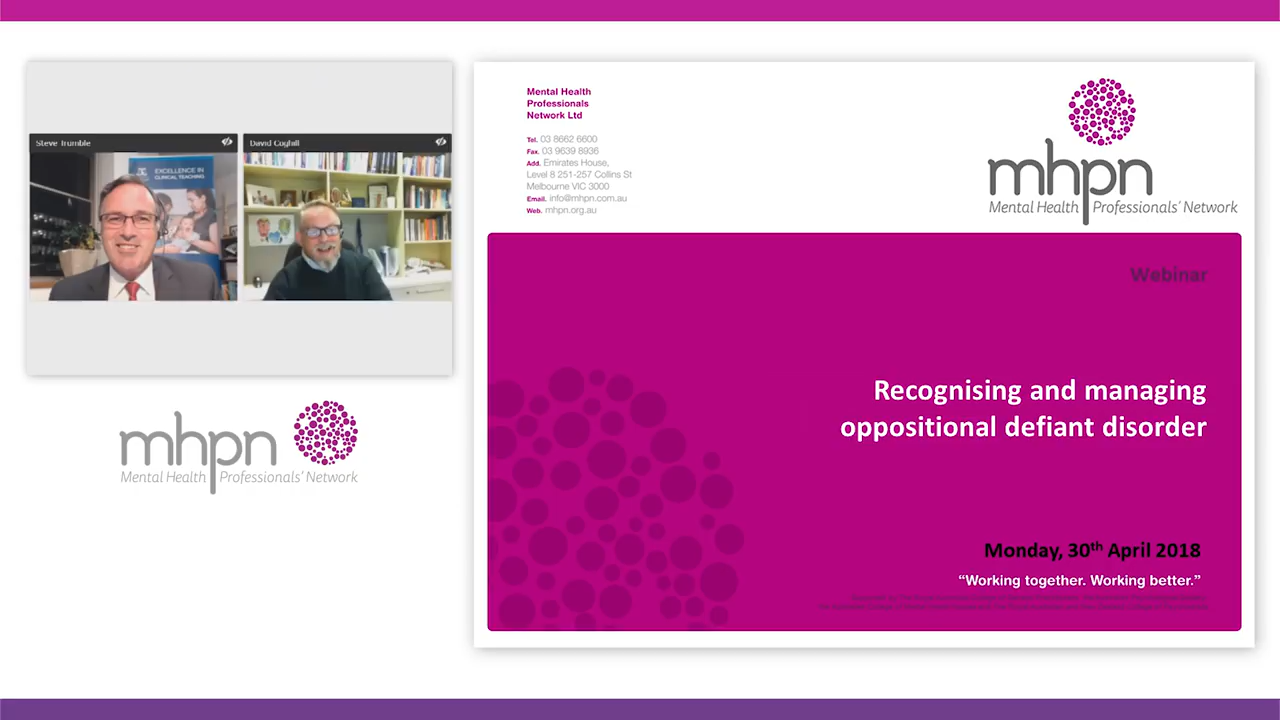 Steve Trumble
David Coghill
EXCELLENCE IN
CLINICAL TEACHING
mhpn
Mental Health Professionals' Network
Mental Health
Professionals
Network Ltd
Tel. 03 8662 6600
Fax. 03 9639 8936
Add. Emirates House,
Level 8 251-257 Collins St
Melbourne VIC 3000
Email. info@mhpn.com.au
Web. mhpn.org.au
mhpn
Mental Health Professionals' Network
Webinar
Recognising and managing
oppositional defiant disorder
Monday, 30th April 2018
“Working together. Working better.”